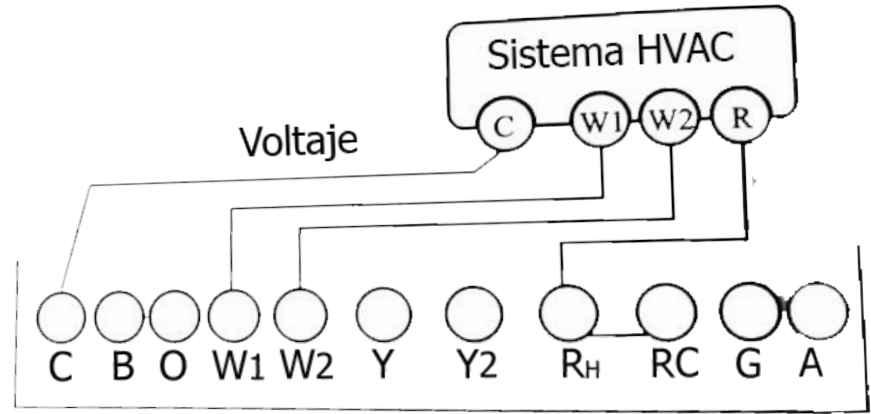 Sistema HVAC
C W1 W2 R
Voltaje
C B O W1 W2 Y Y2 RH RC G A